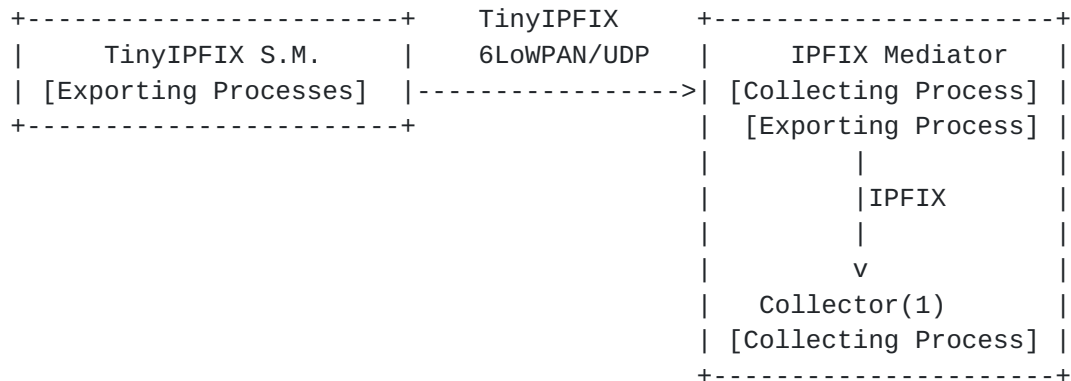 +------------------------+    TinyIPFIX     +----------------------+
|      TinyIPFIX S.M.     |    6LoWPAN/UDP   |     IPFIX Mediator   |
| [Exporting Processes]  |----------------->| [Collecting Process] |
+------------------------+                  |  [Exporting Process] |
                                            |         |            |
                                            |         |IPFIX       |
                                            |         |            |
                                            |         v            |
                                            |   Collector(1)       |
                                            | [Collecting Process] |
                                            +----------------------+